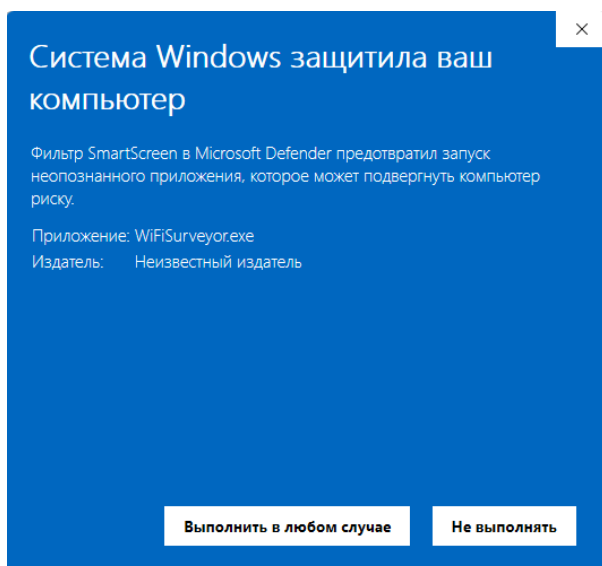 Система Windows защитила ваш
компьютер
Фильтр SmartScreen в Microsoft Defender предотвратил запуск
неопознанного приложения, которое может подвергнуть компьютер
риску.
Приложение: WiFiSurveyor.exe
Издатель: Неизвестный издатель
Выполнить в любом случае Не выполнять